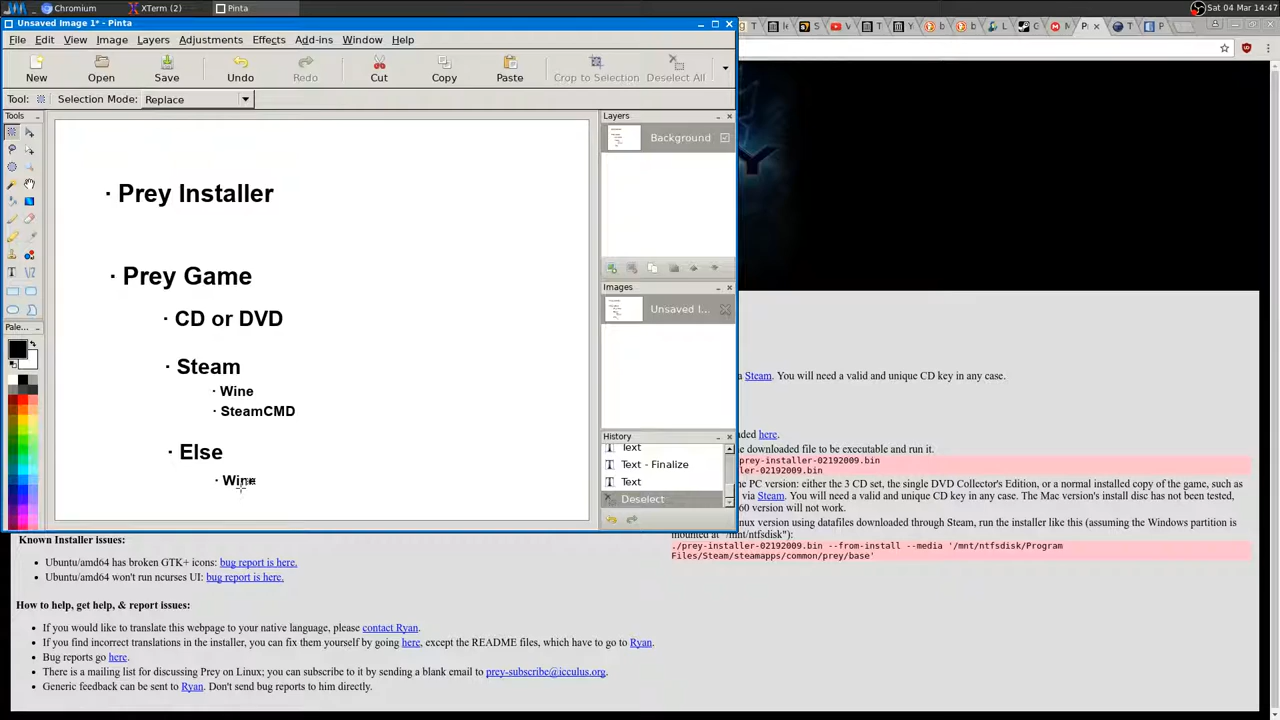 Chromium
XTerm (2)
Pinta
Sat 04 Mar 14:47
Unsaved Image 1* - Pinta
File Edit View Image Layers Adjustments Effects Add-ins Window Help
New Open Save Undo Redo Cut Copy Paste Crop to Selection Deselect All
Tool: Selection Mode: Replace
Tools
Layers
Background
· Prey Installer
· Prey Game
· CD or DVD
· Steam
· Wine
· SteamCMD
· Else
· Wine
Images
Unsaved I...
Pale...
History
Text
Text - Finalize
Text
Deselect
Steam. You will need a valid and unique CD key in any case.
here.
downloaded file to be executable and run it.
prey-installer-02192009.bin
ler-02192009.bin
he PC version: either the 3 CD set, the single DVD Collector's Edition, or a normal installed copy of the game, such as
via Steam. You will need a valid and unique CD key in any case. The Mac version's install disc has not been tested,
60 version will not work.
version using datafiles downloaded through Steam, run the installer like this (assuming the Windows partition is
mounted at "/mnt/ntfsdisk"):
./prey-installer-02192009.bin --from-install --media '/mnt/ntfsdisk/Program
Files/Steam/steamapps/common/prey/base'
Known Installer issues:
• Ubuntu/amd64 has broken GTK+ icons: bug report is here.
• Ubuntu/amd64 won't run ncurses UI: bug report is here.
How to help, get help, & report issues:
• If you would like to translate this webpage to your native language, please contact Ryan.
• If you find incorrect translations in the installer, you can fix them yourself by going here, except the README files, which have to go to Ryan.
• Bug reports go here.
• There is a mailing list for discussing Prey on Linux; you can subscribe to it by sending a blank email to prey-subscribe@icculus.org.
• Generic feedback can be sent to Ryan. Don't send bug reports to him directly.